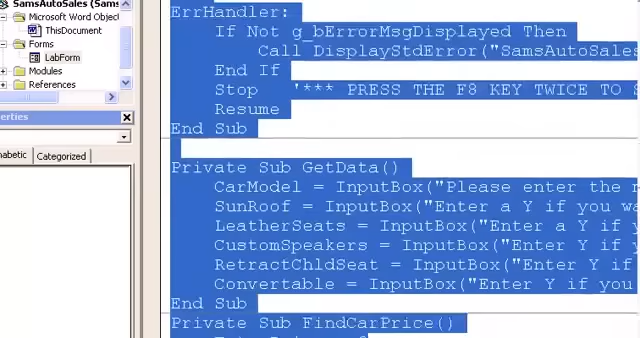 SamsAutoSales (Sams
Microsoft Word Object
ThisDocument
Forms
LabForm
Modules
References
erties
abetic
Categorized
ErrHandler:
If Not g_bErrorMsgDisplayed Then
Call DisplayStdError("SamsAutoSales
End If
Stop '*** PRESS THE F8 KEY TWICE TO S
Resume
End Sub
Private Sub GetData()
CarModel = InputBox("Please enter the m
SunRoof = InputBox("Enter a Y if you wa
LeatherSeats = InputBox("Enter a Y if y
CustomSpeakers = InputBox("Enter Y if y
RetractChldSeat = InputBox("Enter Y if
Convertable = InputBox("Enter Y if you
End Sub
Private Sub FindCarPrice()